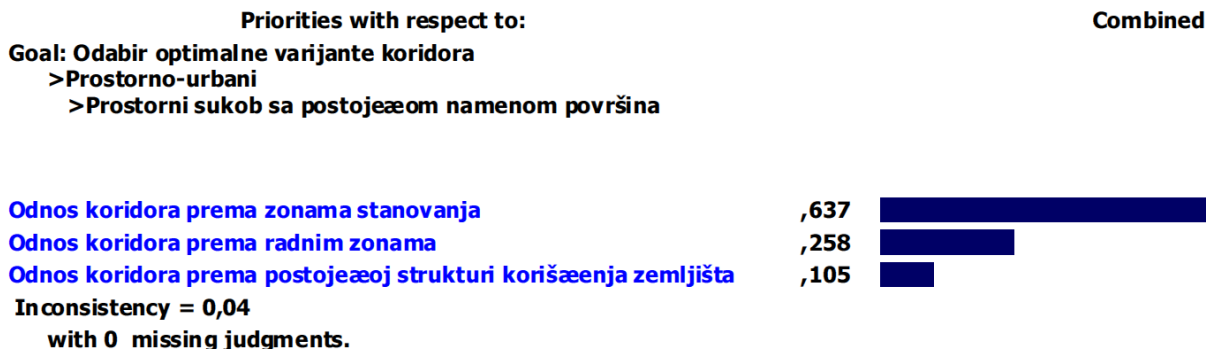 Priorities with respect to: Combined
Goal: Odabir optimalne varijante koridora
>Prostorno-urbani
>Prostorni sukob sa postojeæom namenom površina
Odnos koridora prema zonama stanovanja ,637
Odnos koridora prema radnim zonama ,258
Odnos koridora prema postojeæoj strukturi korišæenja zemljišta ,105
Inconsistency = 0,04
with 0 missing judgments.